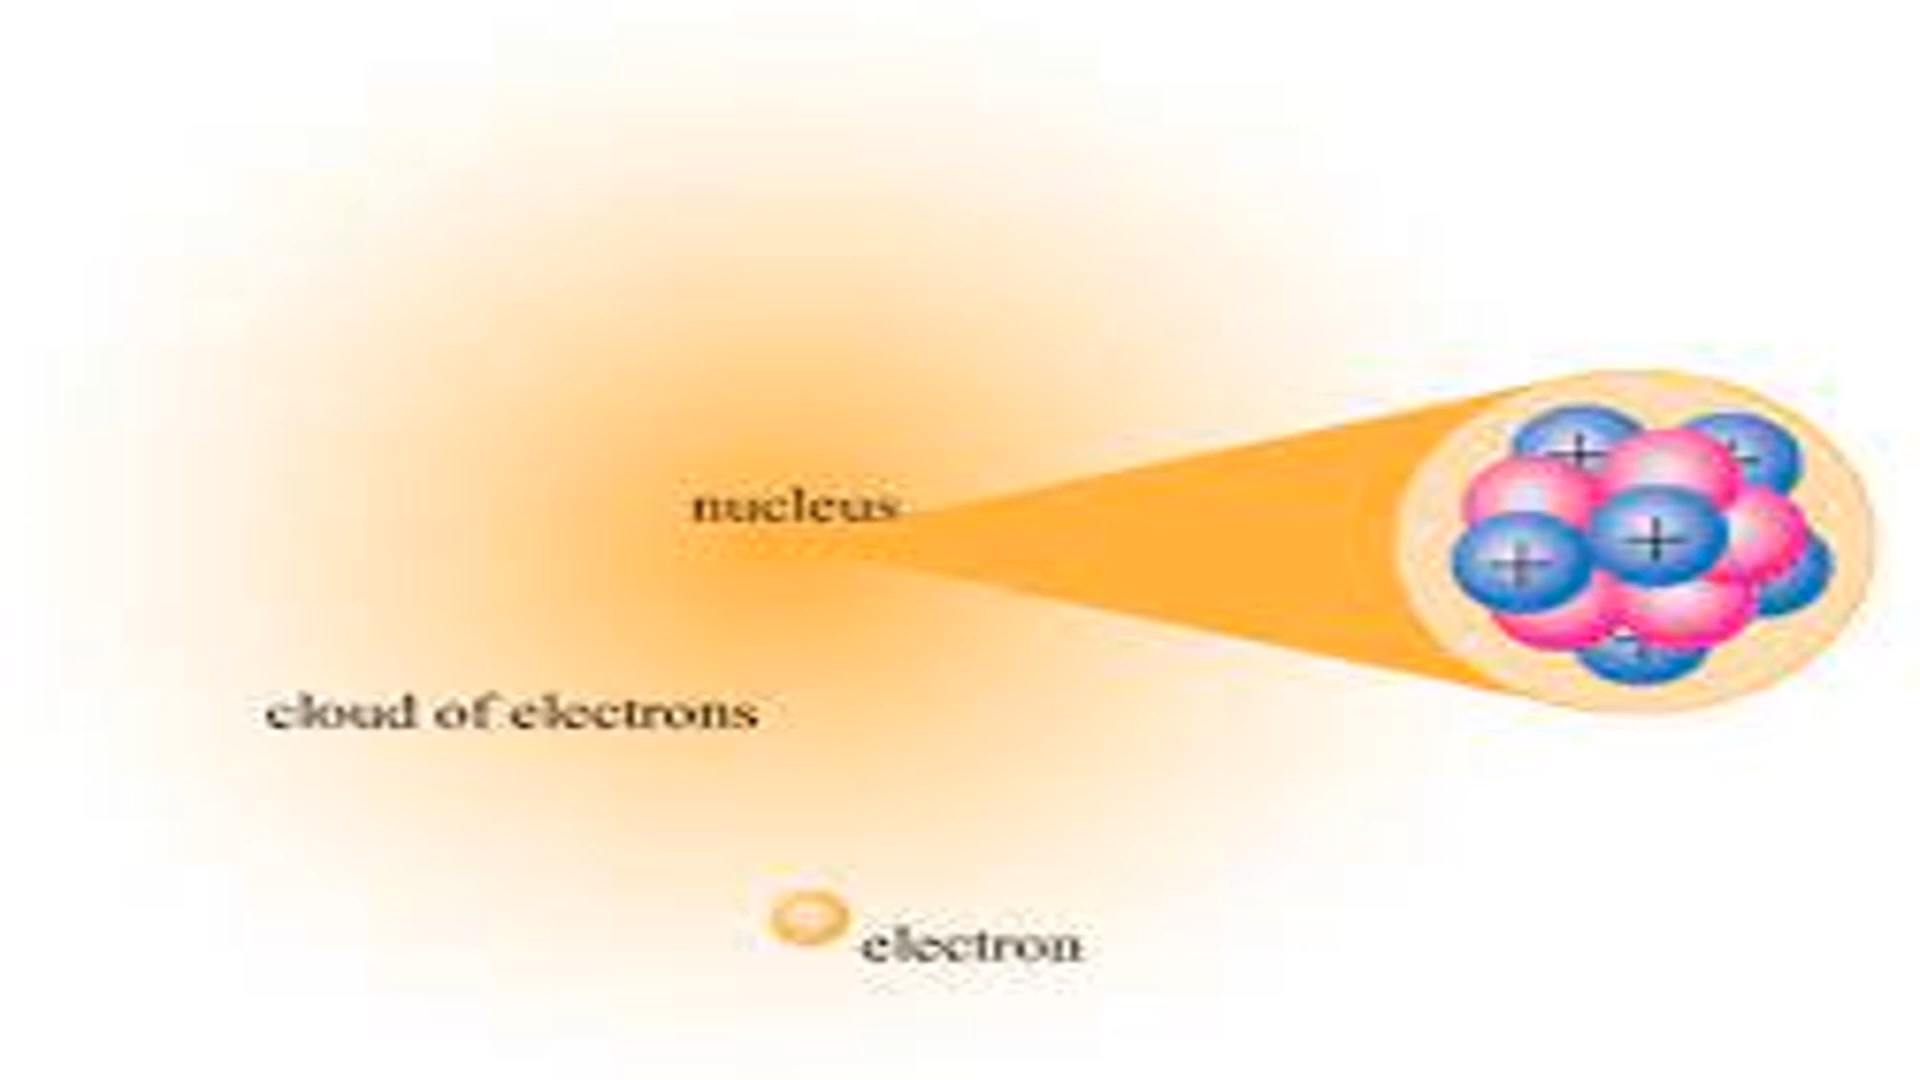 + +
nucleus
+ +
cloud of electrons
electron